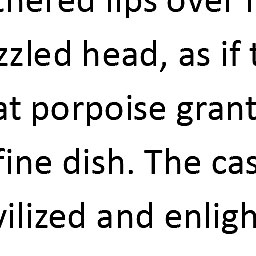 thered lips over
zzled head, as if t
at porpoise grant
fine dish. The cas
vilized and enligh